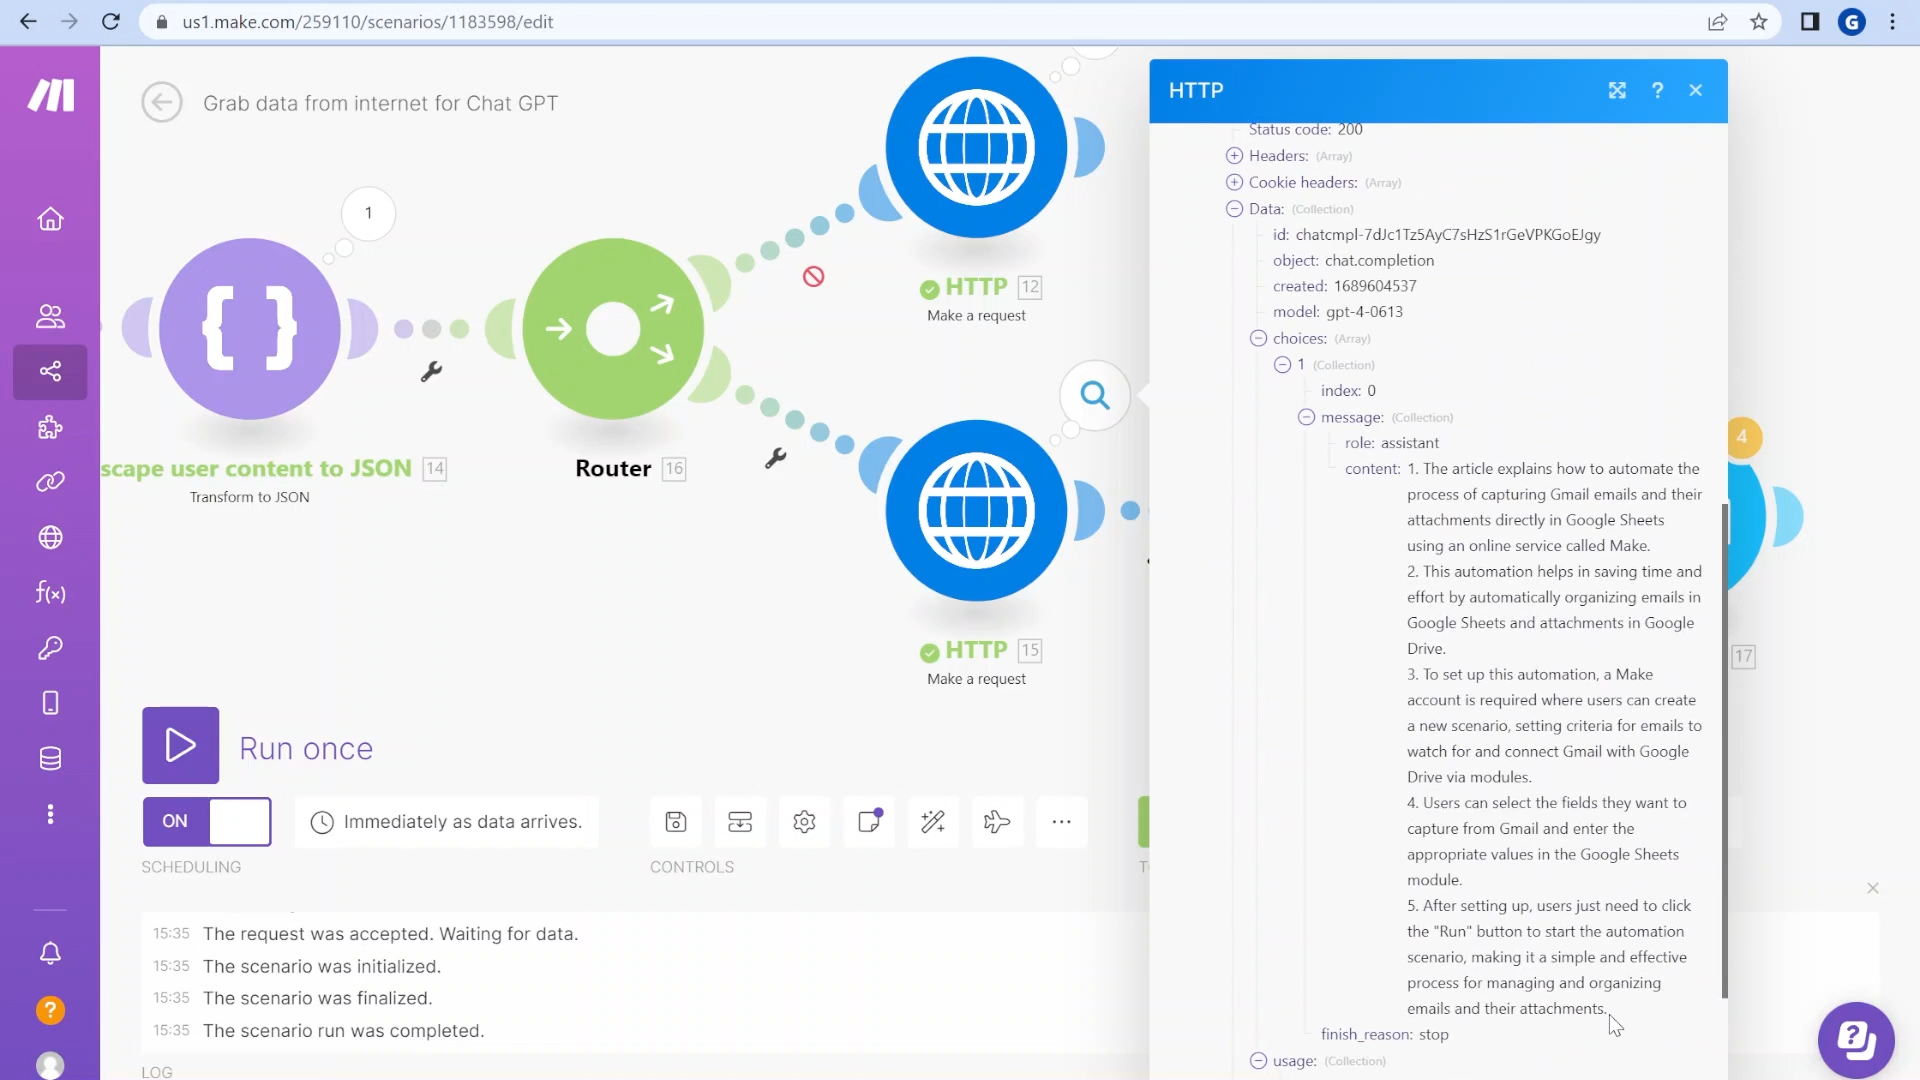 us1.make.com/259110/scenarios/1183598/edit
G
Grab data from internet for Chat GPT
1
scape user content to JSON 14
Transform to JSON
Router 16
HTTP 12
Make a request
HTTP 15
Make a request
4
17
Run once
ON
Immediately as data arrives.
SCHEDULING
CONTROLS
15:35 The request was accepted. Waiting for data.
15:35 The scenario was initialized.
15:35 The scenario was finalized.
15:35 The scenario run was completed.
LOG
HTTP
?
Status code: 200
Headers: (Array)
Cookie headers: (Array)
Data: (Collection)
id: chatcmpl-7dJc1Tz5AyC7sHzS1rGeVPKGoEJgy
object: chat.completion
created: 1689604537
model: gpt-4-0613
choices: (Array)
1 (Collection)
index: 0
message: (Collection)
role: assistant
content: 1. The article explains how to automate the
process of capturing Gmail emails and their
attachments directly in Google Sheets
using an online service called Make.
2. This automation helps in saving time and
effort by automatically organizing emails in
Google Sheets and attachments in Google
Drive.
3. To set up this automation, a Make
account is required where users can create
a new scenario, setting criteria for emails to
watch for and connect Gmail with Google
Drive via modules.
4. Users can select the fields they want to
capture from Gmail and enter the
appropriate values in the Google Sheets
module.
5. After setting up, users just need to click
the "Run" button to start the automation
scenario, making it a simple and effective
process for managing and organizing
emails and their attachments.
finish_reason: stop
usage: (Collection)